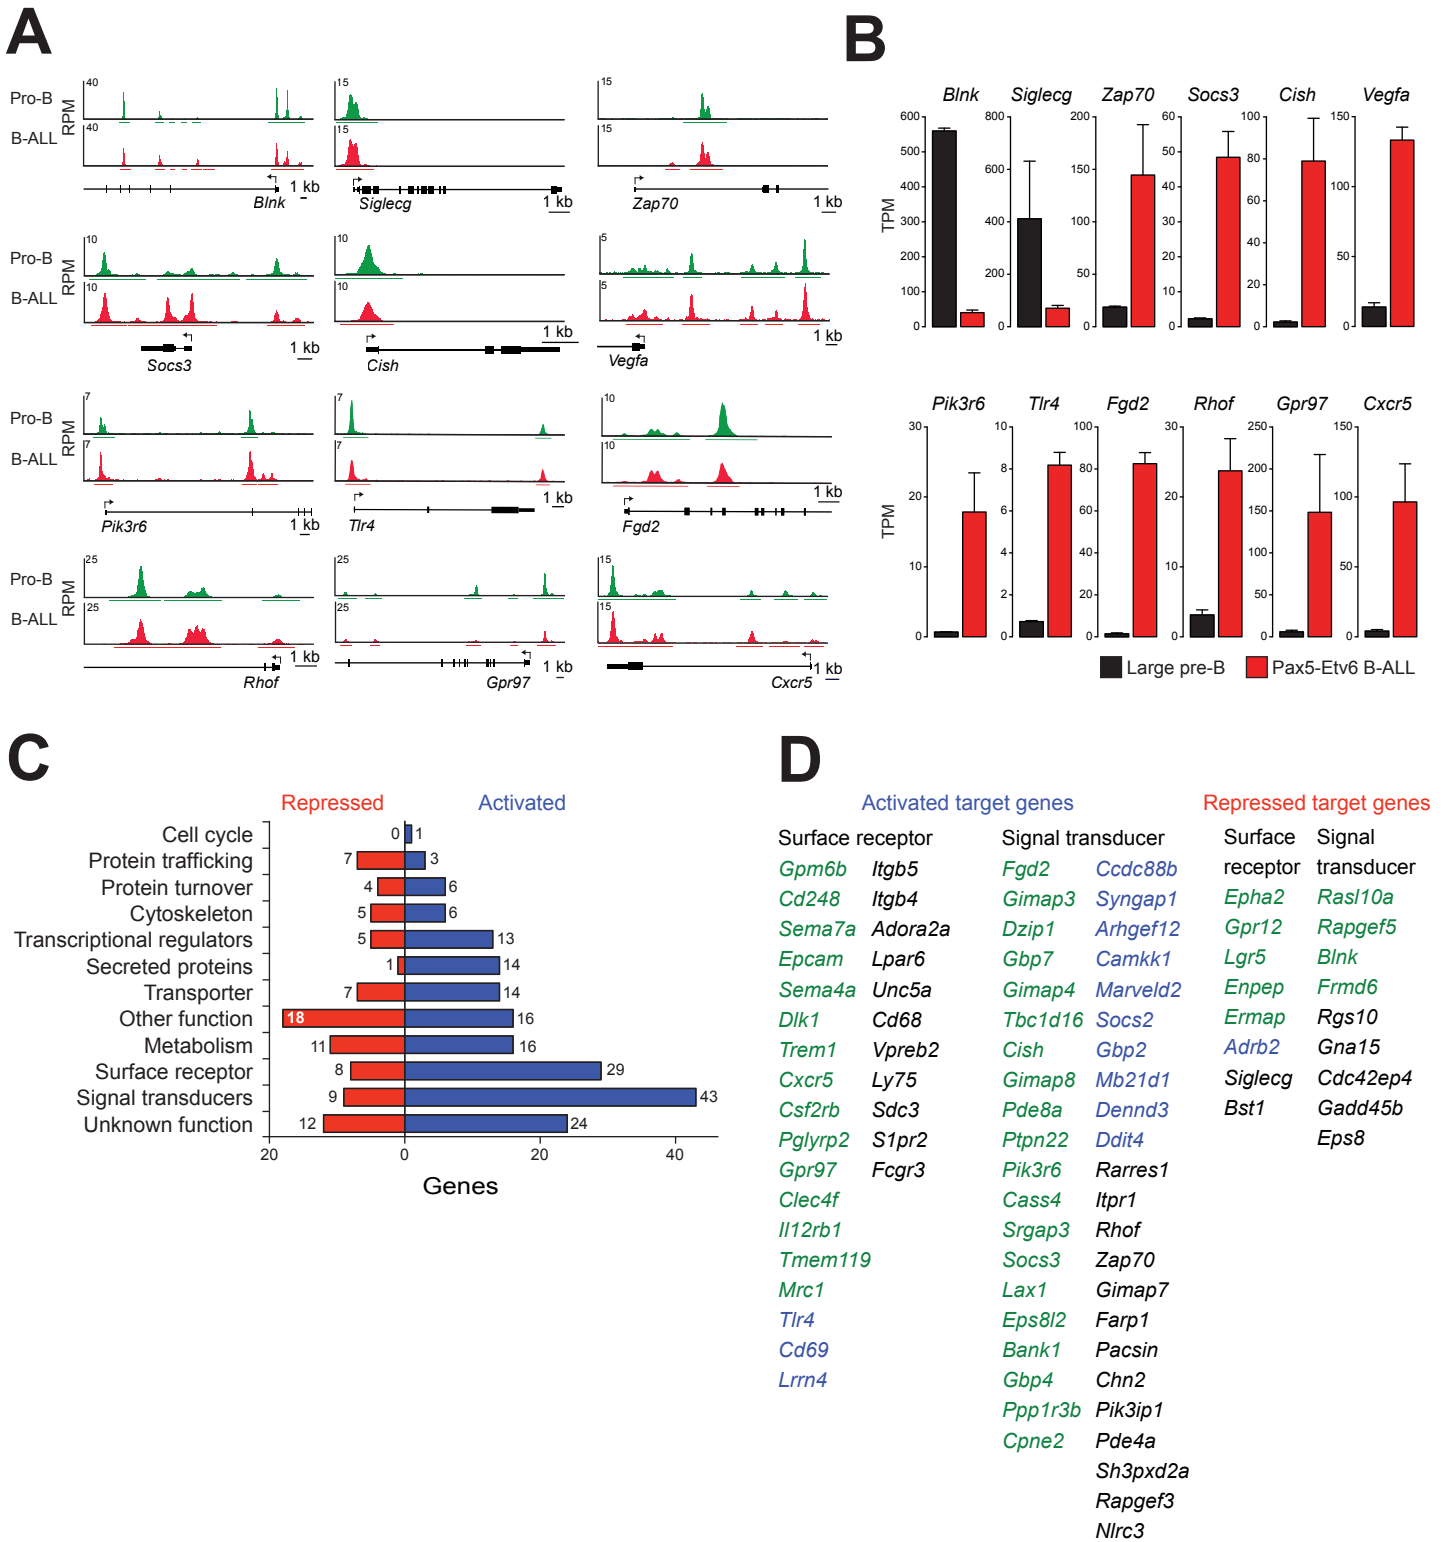 A
Pro-B
B-ALL
RPM
40
40
1 kb
Blnk
15
15
1 kb
Siglecg
15
15
1 kb
Zap70
Pro-B
B-ALL
RPM
10
10
1 kb
Socs3
10
10
1 kb
Cish
5
5
1 kb
Vegfa
Pro-B
B-ALL
RPM
7
7
1 kb
Pik3r6
7
7
1 kb
Tlr4
10
10
1 kb
Fgd2
Pro-B
B-ALL
RPM
25
25
1 kb
Rhof
25
25
1 kb
Gpr97
15
15
1 kb
Cxcr5
B
Blnk Siglecg Zap70 Socs3 Cish Vegfa
TPM
600
500
400
300
200
100
0
800
600
400
200
0
200
150
100
50
0
60
50
40
30
20
10
0
100
80
60
40
20
0
150
100
50
0
Pik3r6 Tlr4 Fgd2 Rhof Gpr97 Cxcr5
TPM
30
20
10
0
10
8
6
4
2
0
100
80
60
40
20
0
30
20
10
0
250
200
150
100
50
0
150
100
50
0
Large pre-B Pax5-Etv6 B-ALL
C
Repressed Activated
Cell cycle 0 1
Protein trafficking 7 3
Protein turnover 4 6
Cytoskeleton 5 6
Transcriptional regulators 5 13
Secreted proteins 1 14
Transporter 7 14
Other function 18 16
Metabolism 11 16
Surface receptor 8 29
Signal transducers 9 43
Unknown function 12 24
20 0 20 40
Genes
D
Activated target genes
Surface receptor
Gpm6b Itgb5
Cd248 Itgb4
Sema7a Adora2a
Epcam Lpar6
Sema4a Unc5a
Dlk1 Cd68
Trem1 Vpreb2
Cxcr5 Ly75
Csf2rb Sdc3
Pglyrp2 S1pr2
Gpr97 Fcgr3
Clec4f
Il12rb1
Tmem119
Mrc1
Tlr4
Cd69
Lrrn4
Signal transducer
Fgd2 Ccdc88b
Gimap3 Syngap1
Dzip1 Arhgef12
Gbp7 Camkk1
Gimap4 Marveld2
Tbc1d16 Socs2
Cish Gbp2
Gimap8 Mb21d1
Pde8a Dennd3
Ptpn22 Ddit4
Pik3r6 Rarres1
Cass4 Itpr1
Srgap3 Rhof
Socs3 Zap70
Lax1 Gimap7
Eps8l2 Farp1
Bank1 Pacsin
Gbp4 Chn2
Ppp1r3b Pik3ip1
Cpne2 Pde4a
Sh3pxd2a
Rapgef3
Nlrc3
Repressed target genes
Surface
receptor
Epha2
Gpr12
Lgr5
Enpep
Ermap
Adrb2
Siglecg
Bst1
Signal
transducer
Rasl10a
Rapgef5
Blnk
Frmd6
Rgs10
Gna15
Cdc42ep4
Gadd45b
Eps8